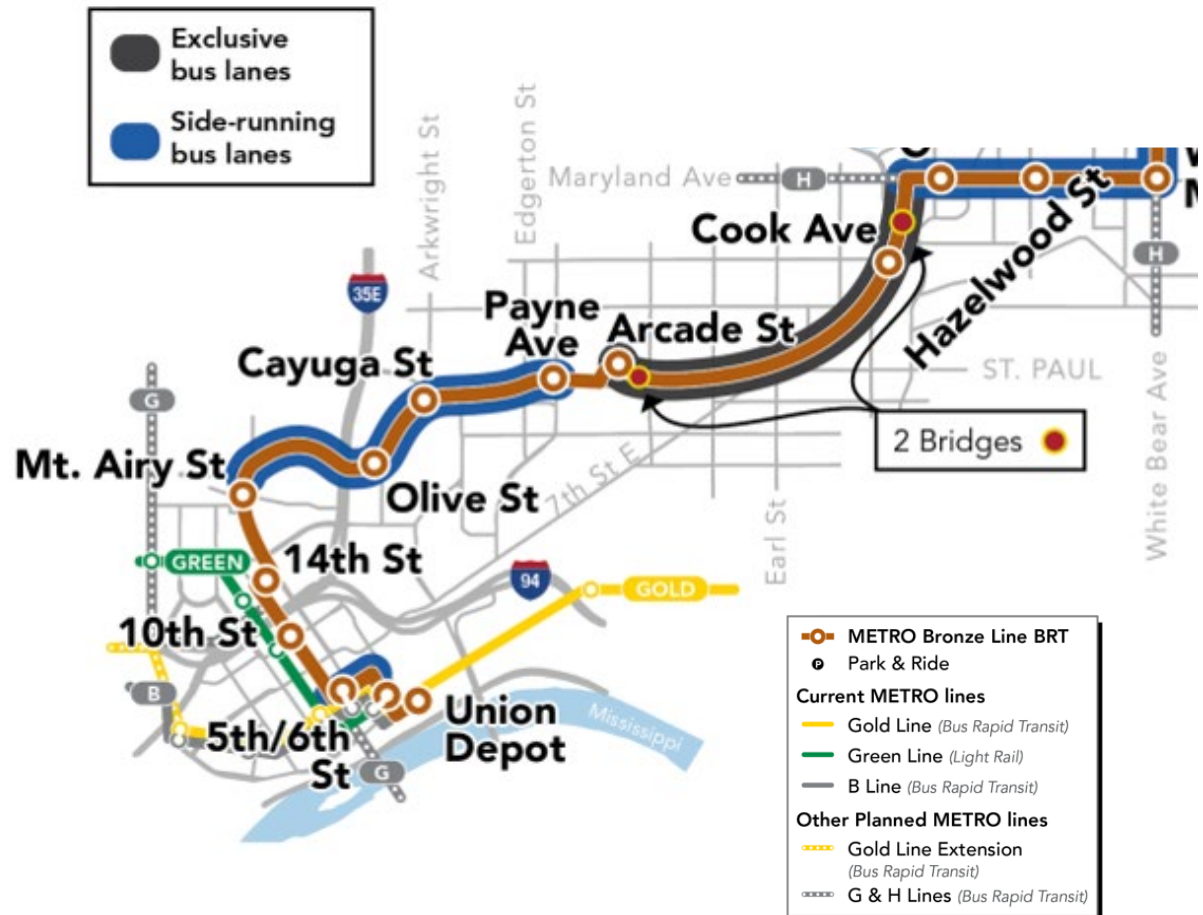 Exclusive
bus lanes
Side-running
bus lanes
Arkwright St
Edgerton St
Maryland Ave
H
Cook Ave
Hazelwood St
H
35E
Payne
Ave
Arcade St
Cayuga St
ST. PAUL
G
2 Bridges
White Bear Ave
Mt. Airy St
Olive St
7th St E
Earl St
GREEN
14th St
94
GOLD
10th St
B
5th/6th
St
Union
Depot
Mississippi
G
METRO Bronze Line BRT
P
Park & Ride
Current METRO lines
Gold Line (Bus Rapid Transit)
Green Line (Light Rail)
B Line (Bus Rapid Transit)
Other Planned METRO lines
Gold Line Extension
(Bus Rapid Transit)
G & H Lines (Bus Rapid Transit)